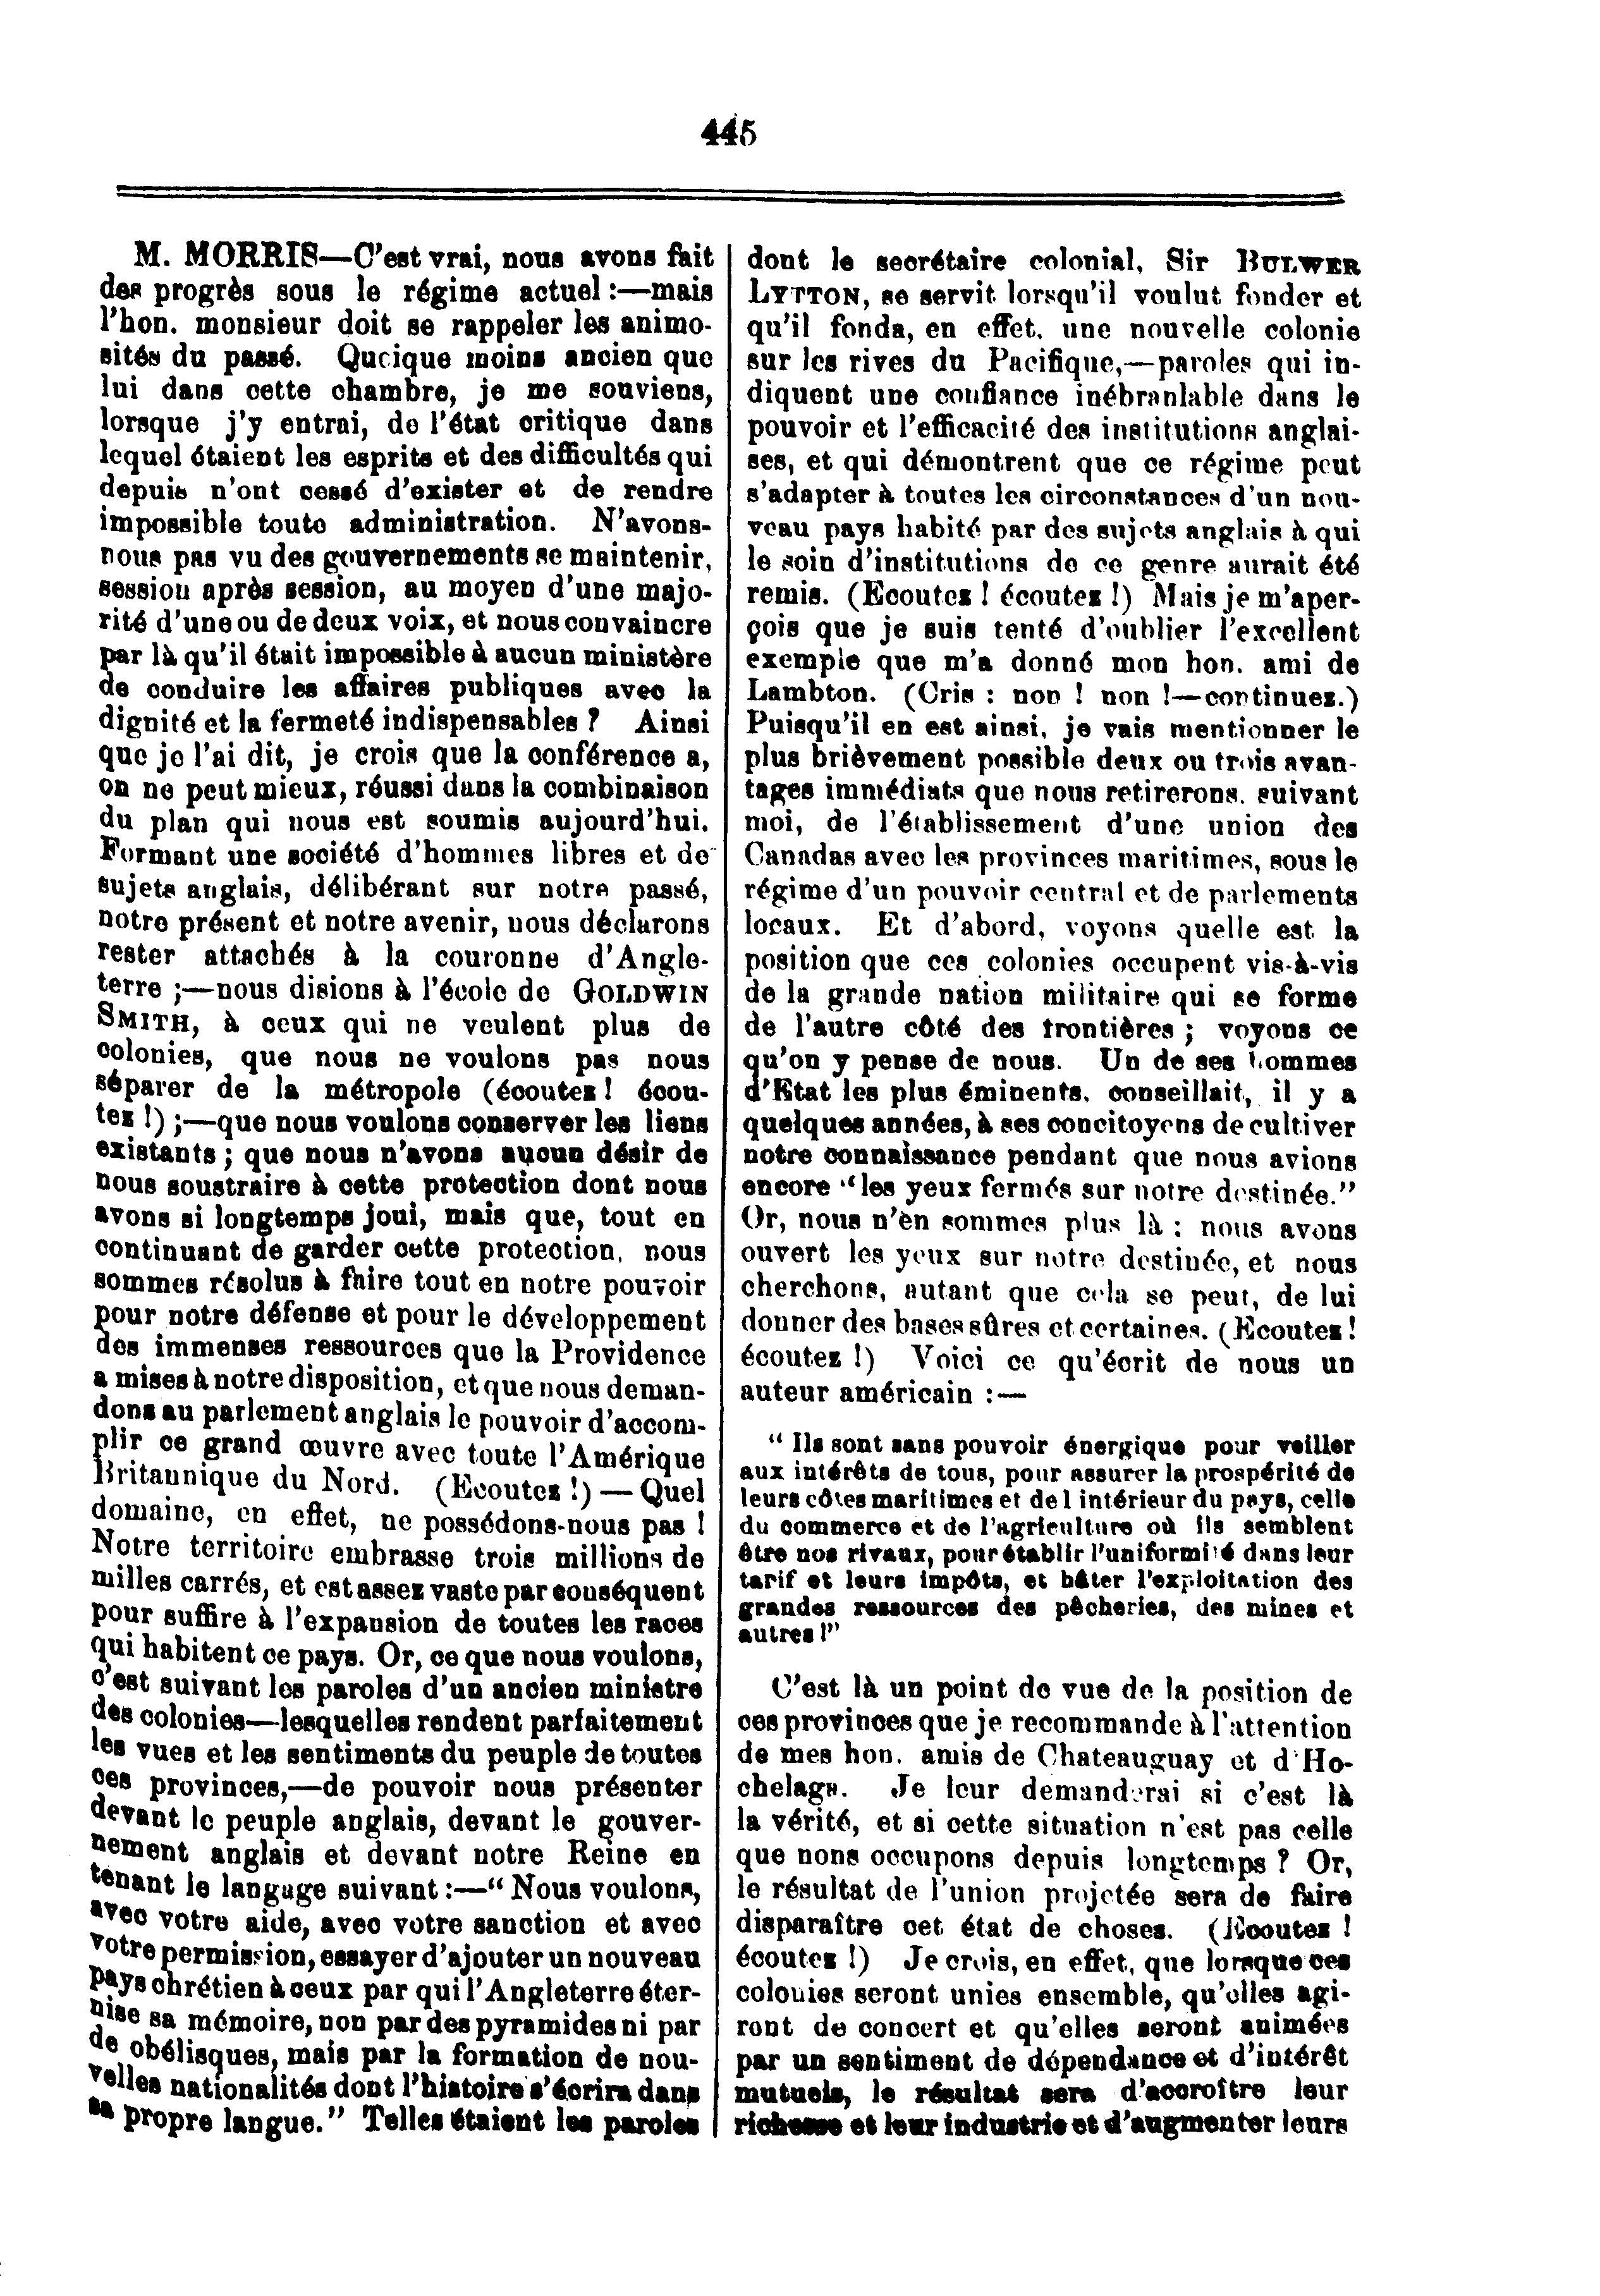 445
M. MORRIS—C'est vrai, nous avons fait
des progrès sous le régime actuel :—mais
l'hon. monsieur doit se rappeler les animo-
sités du passé. Quoique moins ancien que
lui dans cette chambre, je me souviens,
lorsque j'y entrai, de l'état critique dans
lequel étaient les esprits et des difficultés qui
depuis n'ont cessé d'exister et de rendre
impossible toute administration. N'avons-
nous pas vu des gouvernements se maintenir,
session après session, au moyen d'une majo-
rité d'une ou de deux voix, et nous convaincre
par là qu'il était impossible à aucun ministère
de conduire les affaires publiques avec la
dignité et la fermeté indispensables ? Ainsi
que je l'ai dit, je crois que la conférence a,
on ne peut mieux, réussi dans la combinaison
du plan qui nous est soumis aujourd'hui.
Formant une société d'hommes libres et de
sujets anglais, délibérant sur notre passé,
notre présent et notre avenir, nous déclarons
rester attachés à la couronne d'Angle-
terre ;—nous disions à l'école de GOLDWIN
SMITH, à ceux qui ne veulent plus de
colonies, que nous ne voulons pas nous
séparer de la métropole (écoutez ! écou-
tez !) ;—que nous voulons conserver les liens
existants ; que nous n'avons aucun désir de
nous soustraire à cette protection dont nous
avons si longtemps joui, mais que, tout en
continuant de garder cette protection, nous
sommes résolus à faire tout en notre pouvoir
pour notre défense et pour le développement
des immenses ressources que la Providence
a mises à notre disposition, et que nous deman-
dons au parlement anglais le pouvoir d'accom-
plir ce grand œuvre avec toute l'Amérique
Britannique du Nord. (Ecoutez !) — Quel
domaine, en effet, ne possédons-nous pas !
Notre territoire embrasse trois millions de
milles carrés, et est assez vaste par conséquent
pour suffire à l'expansion de toutes les races
qui habitent ce pays. Or, ce que nous voulons,
c'est suivant les paroles d'un ancien ministre
des colonies—lesquelles rendent parfaitement
les vues et les sentiments du peuple de toutes
ces provinces,—de pouvoir nous présenter
devant le peuple anglais, devant le gouver-
nement anglais et devant notre Reine en
tenant le langage suivant :—" Nous voulons,
avec votre aide, avec votre sanction et avec
votre permission, essayer d'ajouter un nouveau
pays chrétien à ceux par qui l'Angleterre éter-
nise sa mémoire, non par des pyramides ni par
de obélisques, mais par la formation de nou-
velles nationalités dont l'histoire s'écrira dans
sa propre langue." Telles étaient les paroles
dont le secrétaire colonial, Sir BULWER
LYTTON, se servit lorsqu'il voulut fonder et
qu'il fonda, en effet, une nouvelle colonie
sur les rives du Pacifique,—paroles qui in-
diquent une confiance inébranlable dans le
pouvoir et l'efficacité des institutions anglai-
ses, et qui démontrent que ce régime peut
s'adapter à toutes les circonstances d'un nou-
veau pays habité par des sujets anglais à qui
le soin d'institutions de ce genre aurait été
remis. (Ecoutez ! écoutez !) Mais je m'aper-
çois que je suis tenté d'oublier l'excellent
exemple que m'a donné mon hon. ami de
Lambton. (Cris : non ! non !—continuez.)
Puisqu'il en est ainsi, je vais mentionner le
plus brièvement possible deux ou trois avan-
tages immédiats que nous retirerons, suivant
moi, de l'établissement d'une union des
Canadas avec les provinces maritimes, sous le
régime d'un pouvoir central et de parlements
locaux. Et d'abord, voyons quelle est la
position que ces colonies occupent vis-à-vis
de la grande nation militaire qui se forme
de l'autre côté des frontières ; voyons ce
qu'on y pense de nous. Un de ses hommes
d'Etat les plus éminents, conseillait, il y a
quelques années, à ses concitoyens de cultiver
notre connaissance pendant que nous avions
encore "les yeux fermés sur notre destinée."
Or, nous n'en sommes plus là : nous avons
ouvert les yeux sur notre destinée, et nous
cherchons, autant que cela se peut, de lui
donner des bases sûres et certaines. (Ecoutez !
écoutez !) Voici ce qu'écrit de nous un
auteur américain :—
" Ils sont sans pouvoir énergique pour veiller
aux intérêts de tous, pour assurer la prospérité de
leurs côtes maritimes et de l intérieur du pays, celle
du commerce et de l'agriculture où ils semblent
être nos rivaux, pour établir l'uniformité dans leur
tarif et leurs impôts, et hâter l'exploitation des
grandes ressources des pêcheries, des mines et
autres !"
C'est là un point de vue de la position de
ces provinces que je recommande à l'attention
de mes hon. amis de Chateauguay et d'Ho-
chelaga. Je leur demanderai si c'est là
la vérité, et si cette situation n'est pas celle
que nons occupons depuis longtemps ? Or,
le résultat de l'union projetée sera de faire
disparaître cet état de choses. (Ecoutez !
écoutez !) Je crois, en effet, que lorsque ces
colonies seront unies ensemble, qu'elles agi-
ront de concert et qu'elles seront animées
par un sentiment de dépendance et d'intérêt
mutuels, le résultat sera d'accroître leur
richesse et leur industrie et d'augmenter leurs